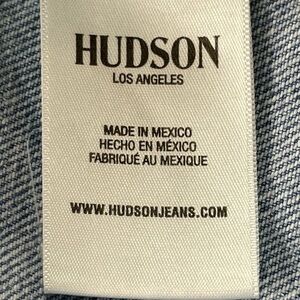 HUDSON
LOS ANGELES
MADE IN MEXICO
HECHO EN MÉXICO
FABRIQUÉ AU MEXIQUE
WWW.HUDSONJEANS.COM